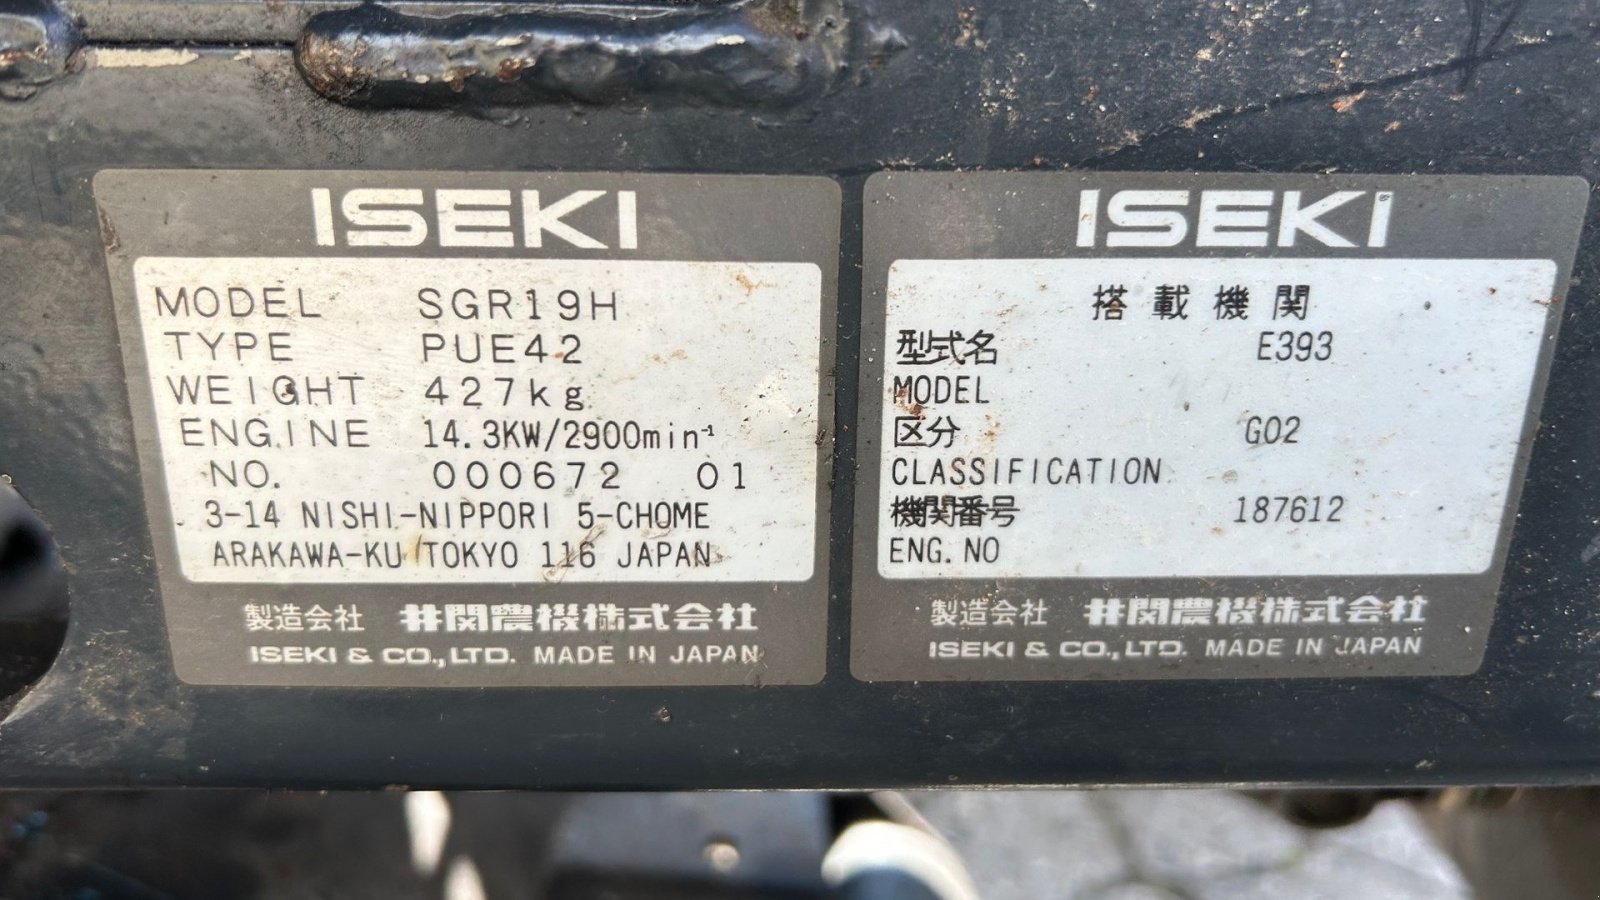 ISEKI
MODEL SGR19H
TYPE PUE42
WEIGHT 427kg
ENGINE 14.3KW/2900min⁻¹
NO. 000672 01
3-14 NISHI-NIPPORI 5-CHOME
ARAKAWA-KU TOKYO 116 JAPAN
製造会社 井関農機株式会社
ISEKI & CO.,LTD. MADE IN JAPAN
ISEKI
搭載機関
型式名 E393
MODEL
区分 G02
CLASSIFICATION
機関番号 187612
ENG. NO
製造会社 井関農機株式会社
ISEKI & CO.,LTD. MADE IN JAPAN